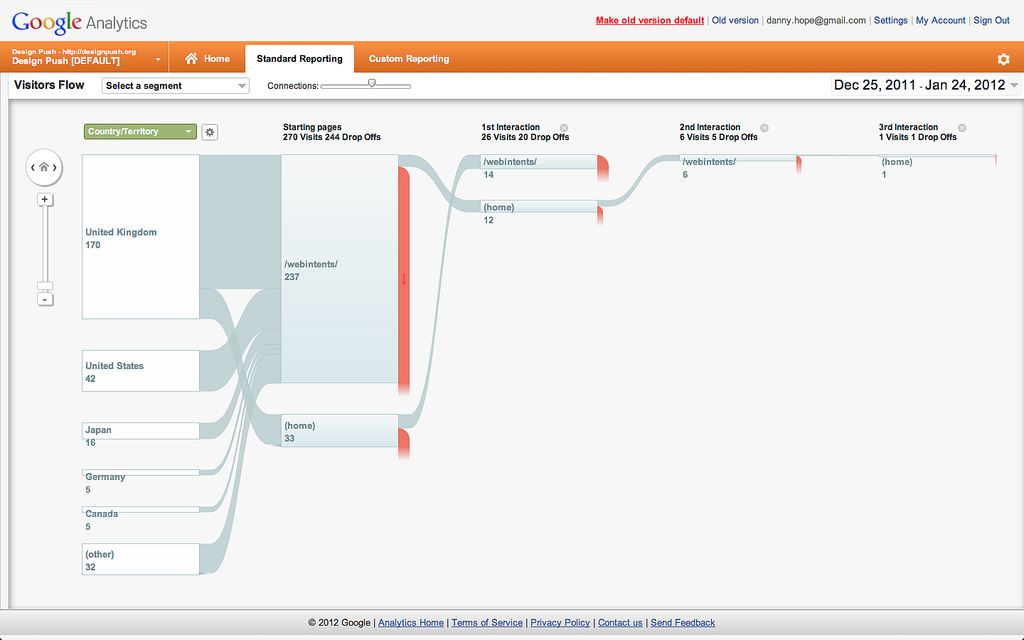 Google Analytics
Make old version default | Old version | danny.hope@gmail.com | Settings | My Account | Sign Out
Design Push - http://designpush.org
Design Push [DEFAULT]
Home
Standard Reporting
Custom Reporting
Visitors Flow
Select a segment
Connections:
Dec 25, 2011 - Jan 24, 2012
Country/Territory
Starting pages
270 Visits 244 Drop Offs
1st Interaction
26 Visits 20 Drop Offs
2nd Interaction
6 Visits 5 Drop Offs
3rd Interaction
1 Visits 1 Drop Offs
+
-
United Kingdom
170
United States
42
Japan
16
Germany
5
Canada
5
(other)
32
/webintents/
237
(home)
33
/webintents/
14
(home)
12
/webintents/
6
(home)
1
© 2012 Google | Analytics Home | Terms of Service | Privacy Policy | Contact us | Send Feedback